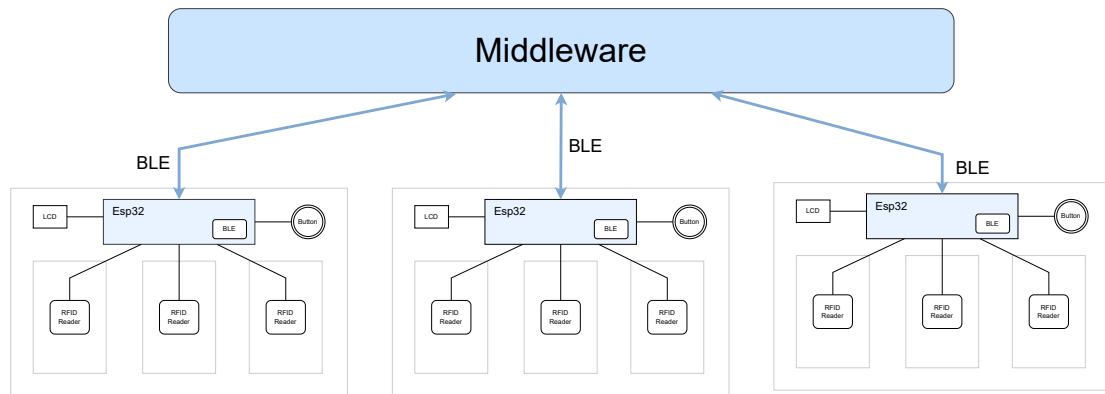 Middleware
BLE
BLE
BLE
Esp32
LCD
BLE
Button
RFID
Reader
RFID
Reader
RFID
Reader
Esp32
LCD
BLE
Button
RFID
Reader
RFID
Reader
RFID
Reader
Esp32
LCD
BLE
Button
RFID
Reader
RFID
Reader
RFID
Reader